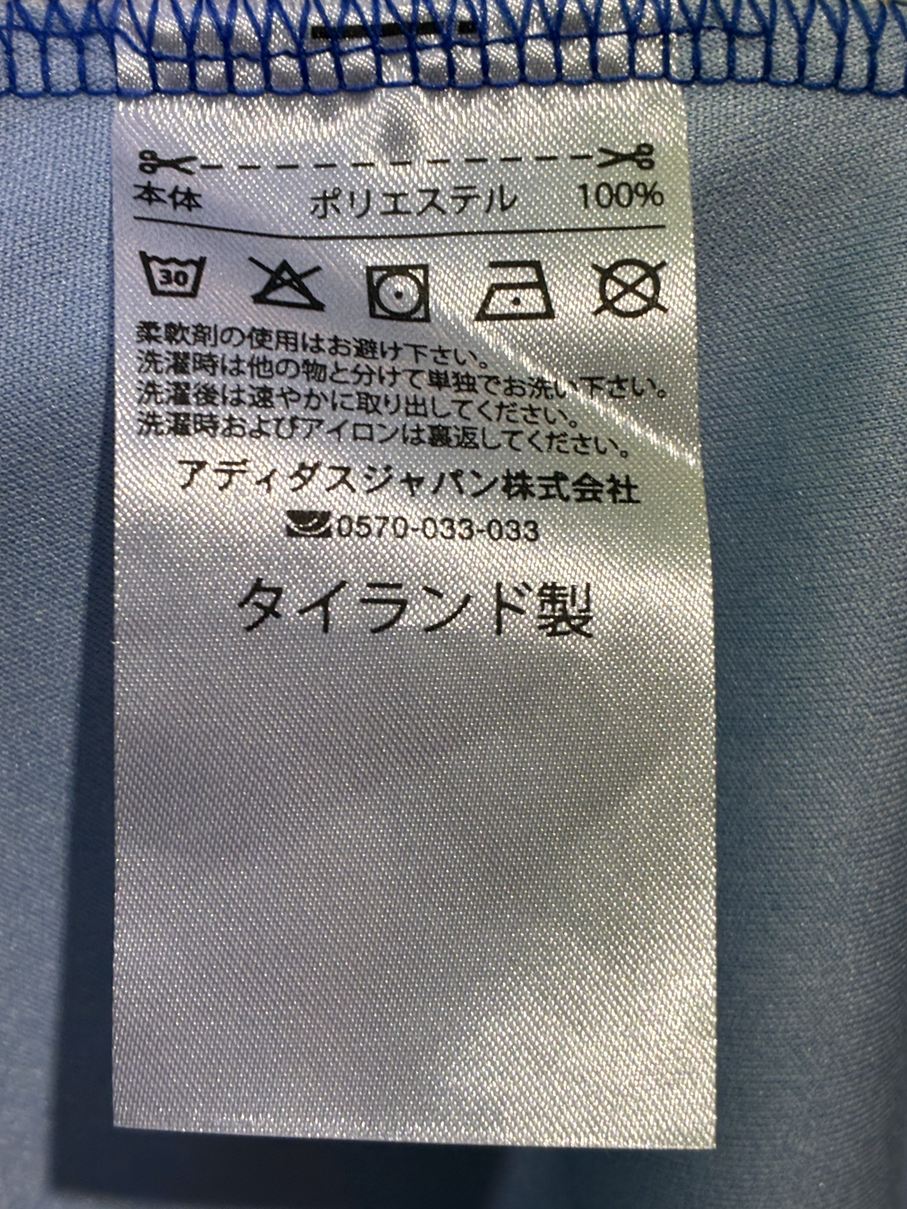 本体 ポリエステル 100%
30
柔軟剤の使用はお避け下さい。
洗濯時は他の物と分けて単独でお洗い下さい。
洗濯後は速やかに取り出してください。
洗濯時およびアイロンは裏返してください。
アディダスジャパン株式会社
0570-033-033
タイランド製